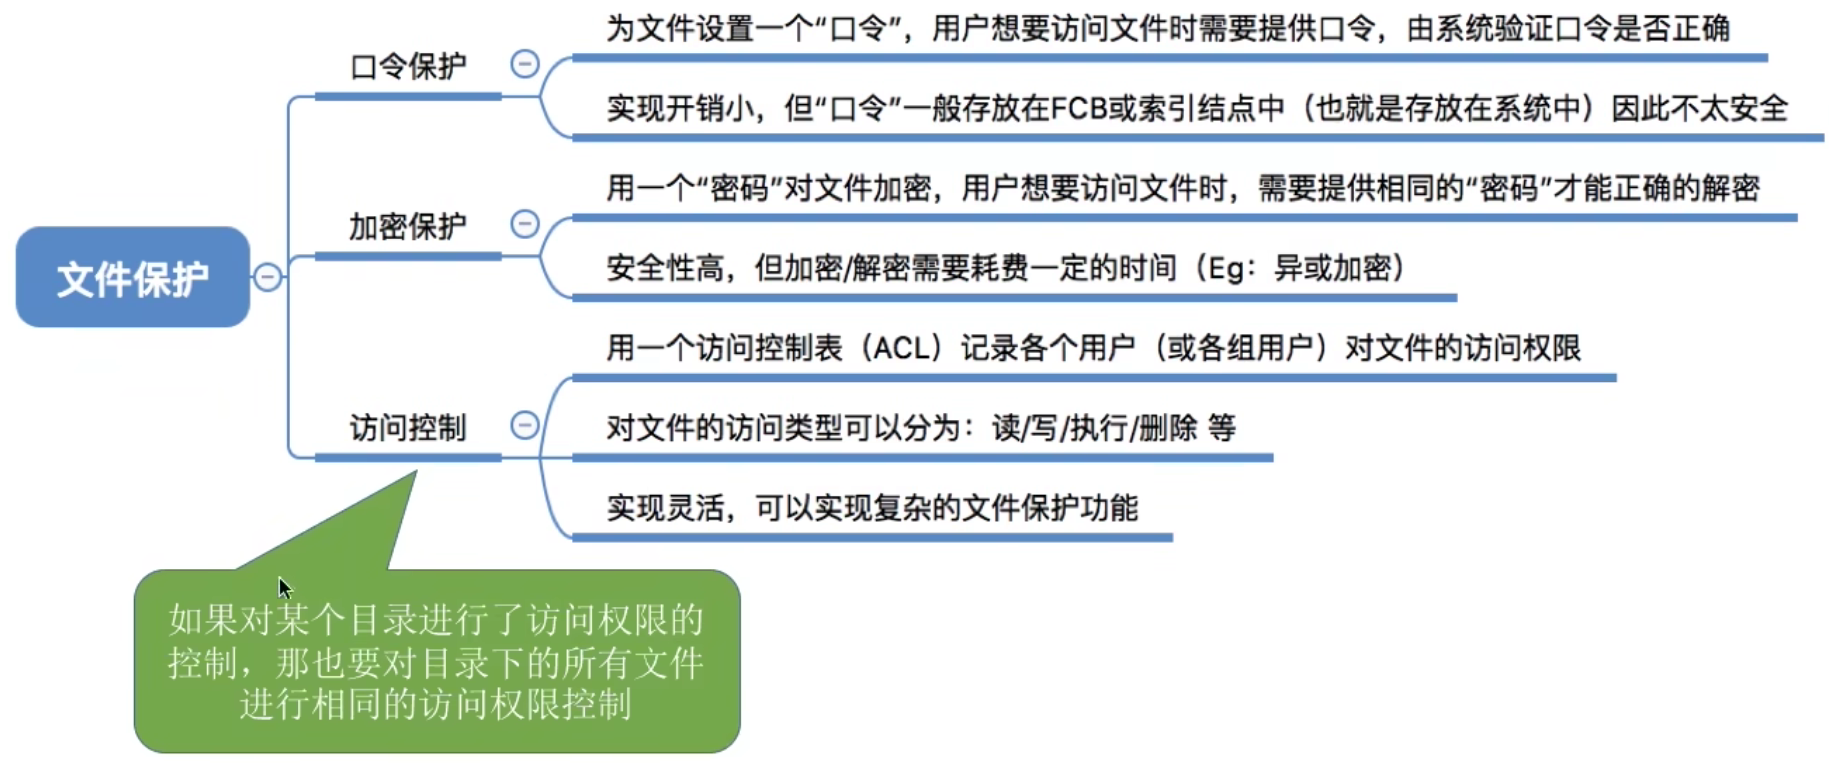 文件保护
口令保护
为文件设置一个“口令”，用户想要访问文件时需要提供口令，由系统验证口令是否正确
实现开销小，但“口令”一般存放在FCB或索引结点中（也就是存放在系统中）因此不太安全
加密保护
用一个“密码”对文件加密，用户想要访问文件时，需要提供相同的“密码”才能正确的解密
安全性高，但加密/解密需要耗费一定的时间（Eg：异或加密）
访问控制
用一个访问控制表（ACL）记录各个用户（或各组用户）对文件的访问权限
对文件的访问类型可以分为：读/写/执行/删除 等
实现灵活，可以实现复杂的文件保护功能
如果对某个目录进行了访问权限的
控制，那也要对目录下的所有文件
进行相同的访问权限控制